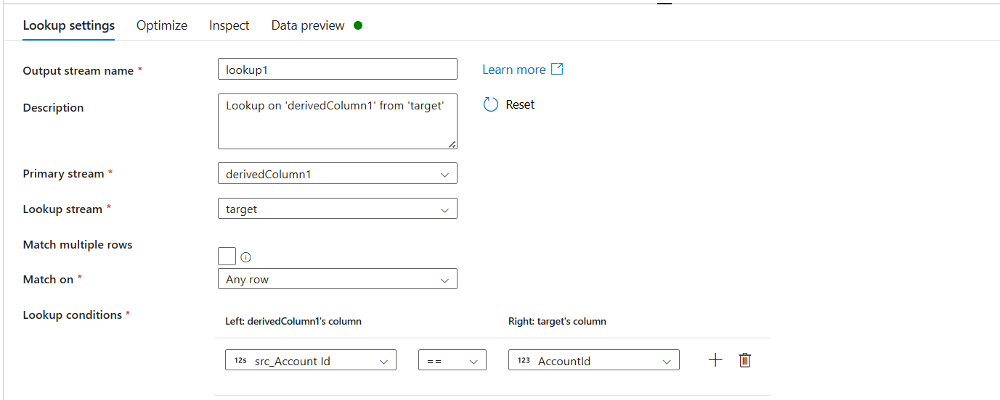 Lookup settings Optimize Inspect Data preview
Output stream name * lookup1 Learn more
Description Lookup on 'derivedColumn1' from 'target' Reset
Primary stream * derivedColumn1
Lookup stream * target
Match multiple rows
Match on * Any row
Lookup conditions * Left: derivedColumn1's column Right: target's column
12s src_Account Id == 123 AccountId